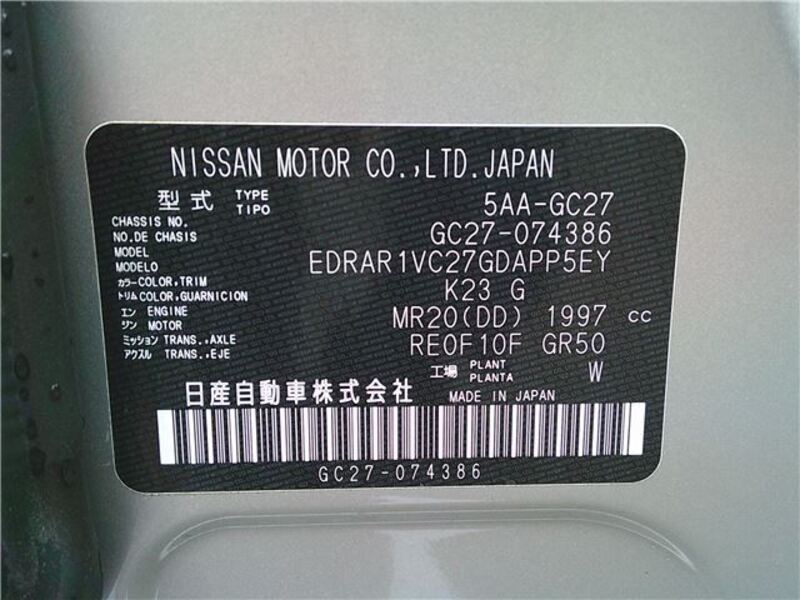 NISSAN MOTOR CO.,LTD.JAPAN
型式 TYPE TIPO 5AA-GC27
CHASSIS NO. NO.DE CHASIS GC27-074386
MODEL MODELO EDRAR1VC27GDAPP5EY
カラー COLOR,TRIM
トリム COLOR,GUARNICION K23 G
エン ENGINE
ジン MOTOR MR20(DD) 1997 cc
ミッション TRANS.,AXLE
アクスル TRANS.,EJE RE0F10F GR50
工場 PLANT PLANTA W
日産自動車株式会社 MADE IN JAPAN
GC27-074386